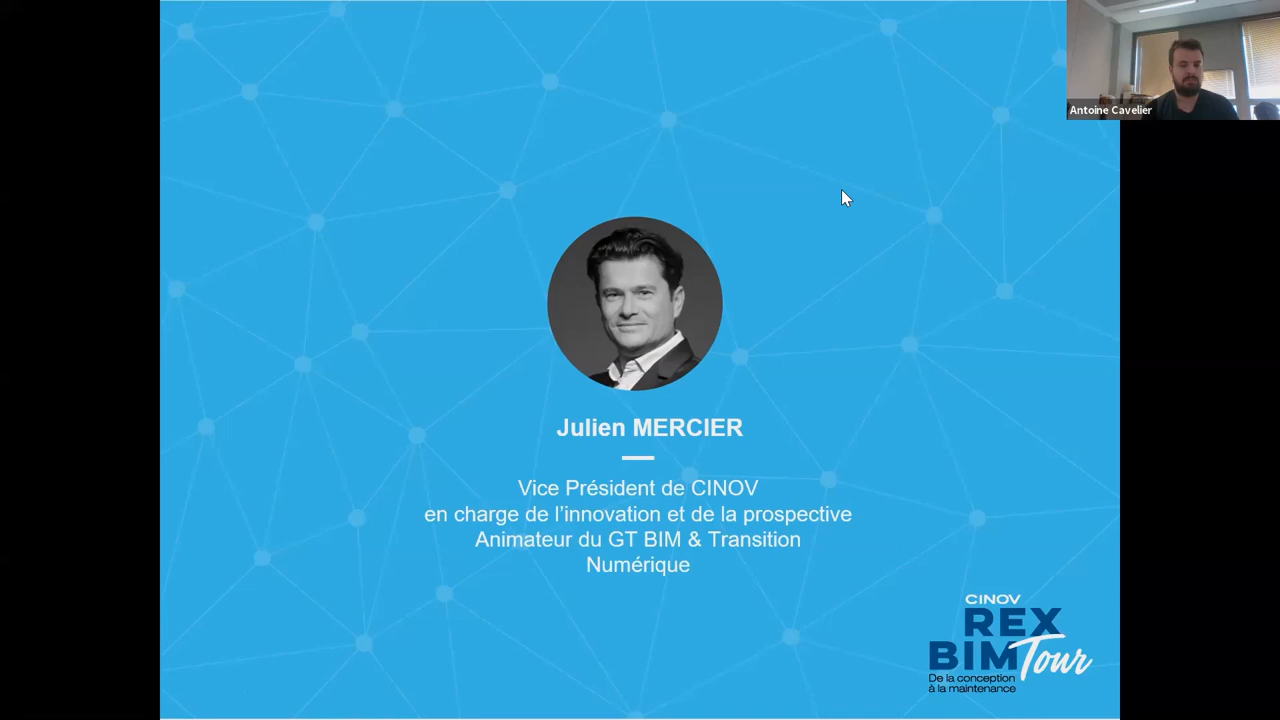 Antoine Cavelier
Julien MERCIER
Vice Président de CINOV
en charge de l’innovation et de la prospective
Animateur du GT BIM & Transition
Numérique
CINOV
REX
BIM Tour
De la conception
à la maintenance